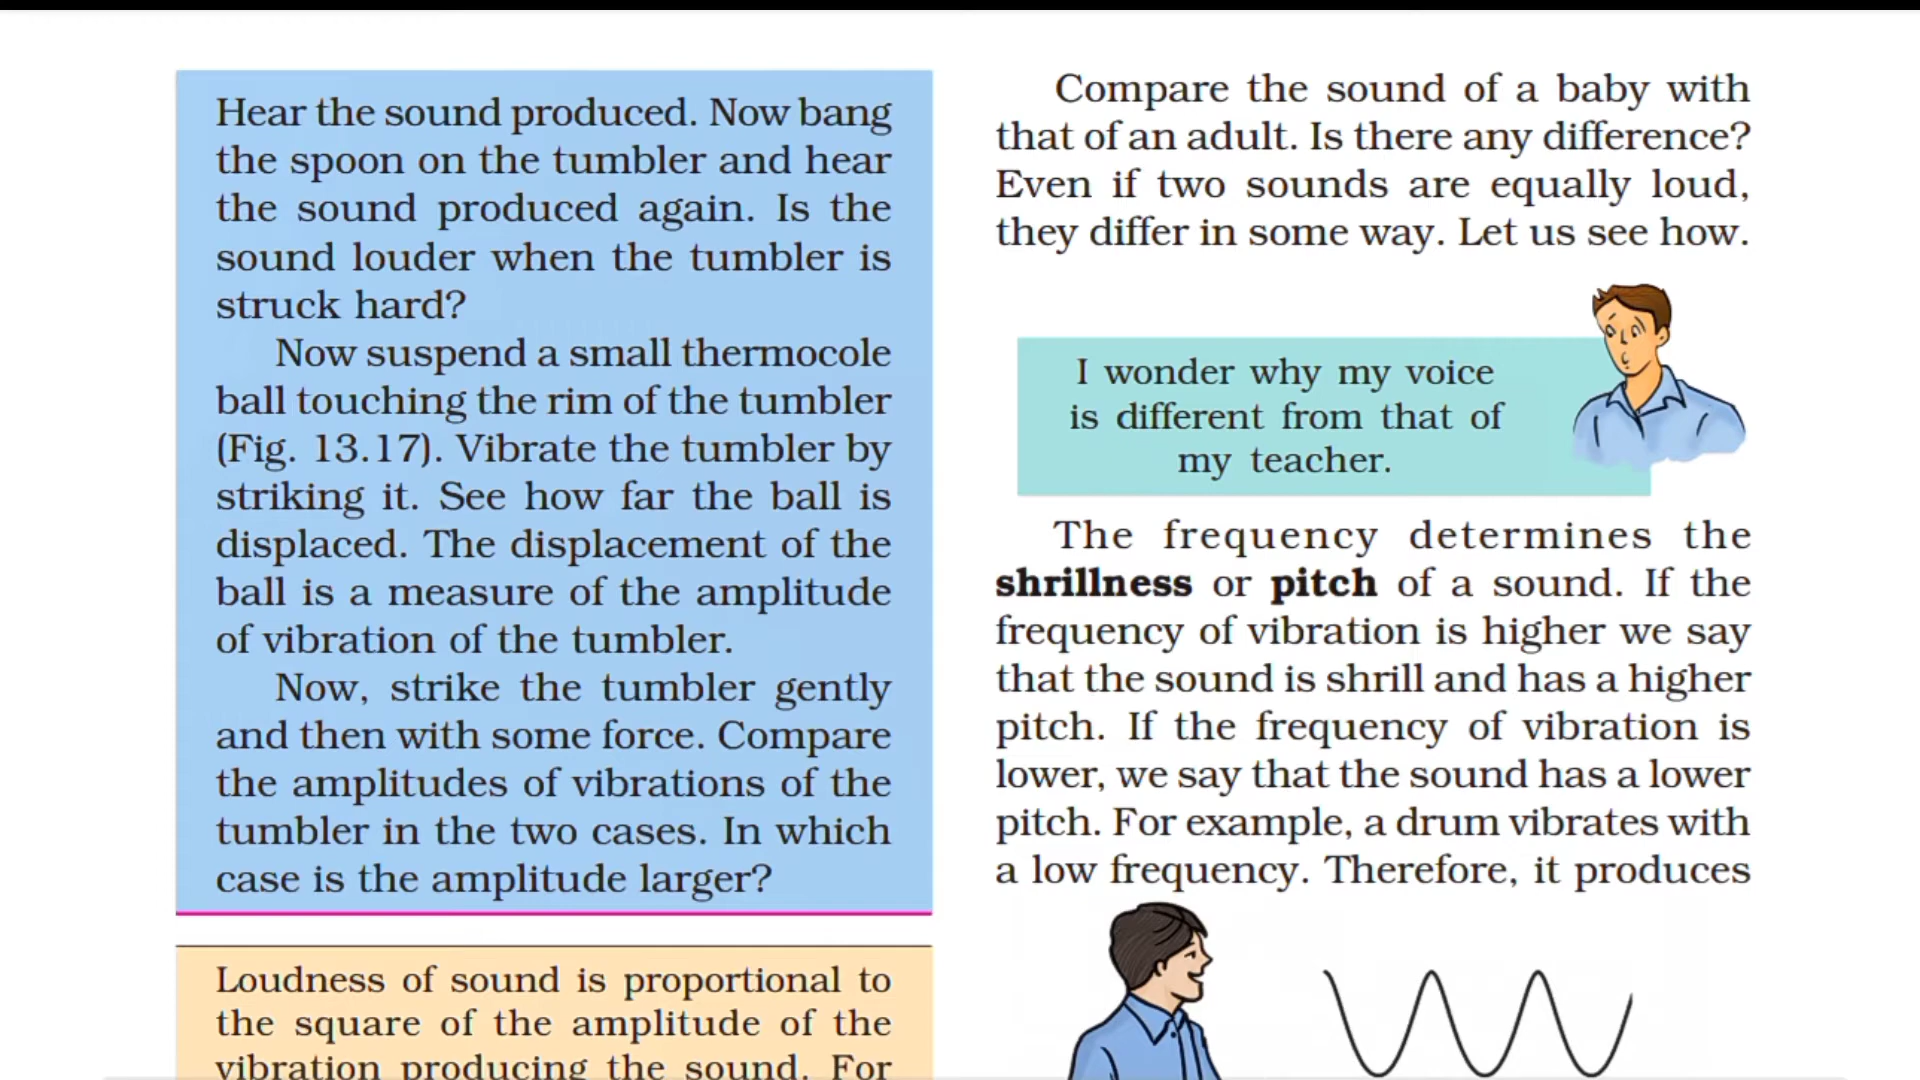 Hear the sound produced. Now bang
the spoon on the tumbler and hear
the sound produced again. Is the
sound louder when the tumbler is
struck hard?
Now suspend a small thermocole
ball touching the rim of the tumbler
(Fig. 13.17). Vibrate the tumbler by
striking it. See how far the ball is
displaced. The displacement of the
ball is a measure of the amplitude
of vibration of the tumbler.
Now, strike the tumbler gently
and then with some force. Compare
the amplitudes of vibrations of the
tumbler in the two cases. In which
case is the amplitude larger?
Loudness of sound is proportional to
the square of the amplitude of the
vibration producing the sound. For
Compare the sound of a baby with
that of an adult. Is there any difference?
Even if two sounds are equally loud,
they differ in some way. Let us see how.
I wonder why my voice
is different from that of
my teacher.
The frequency determines the
shrillness or pitch of a sound. If the
frequency of vibration is higher we say
that the sound is shrill and has a higher
pitch. If the frequency of vibration is
lower, we say that the sound has a lower
pitch. For example, a drum vibrates with
a low frequency. Therefore, it produces